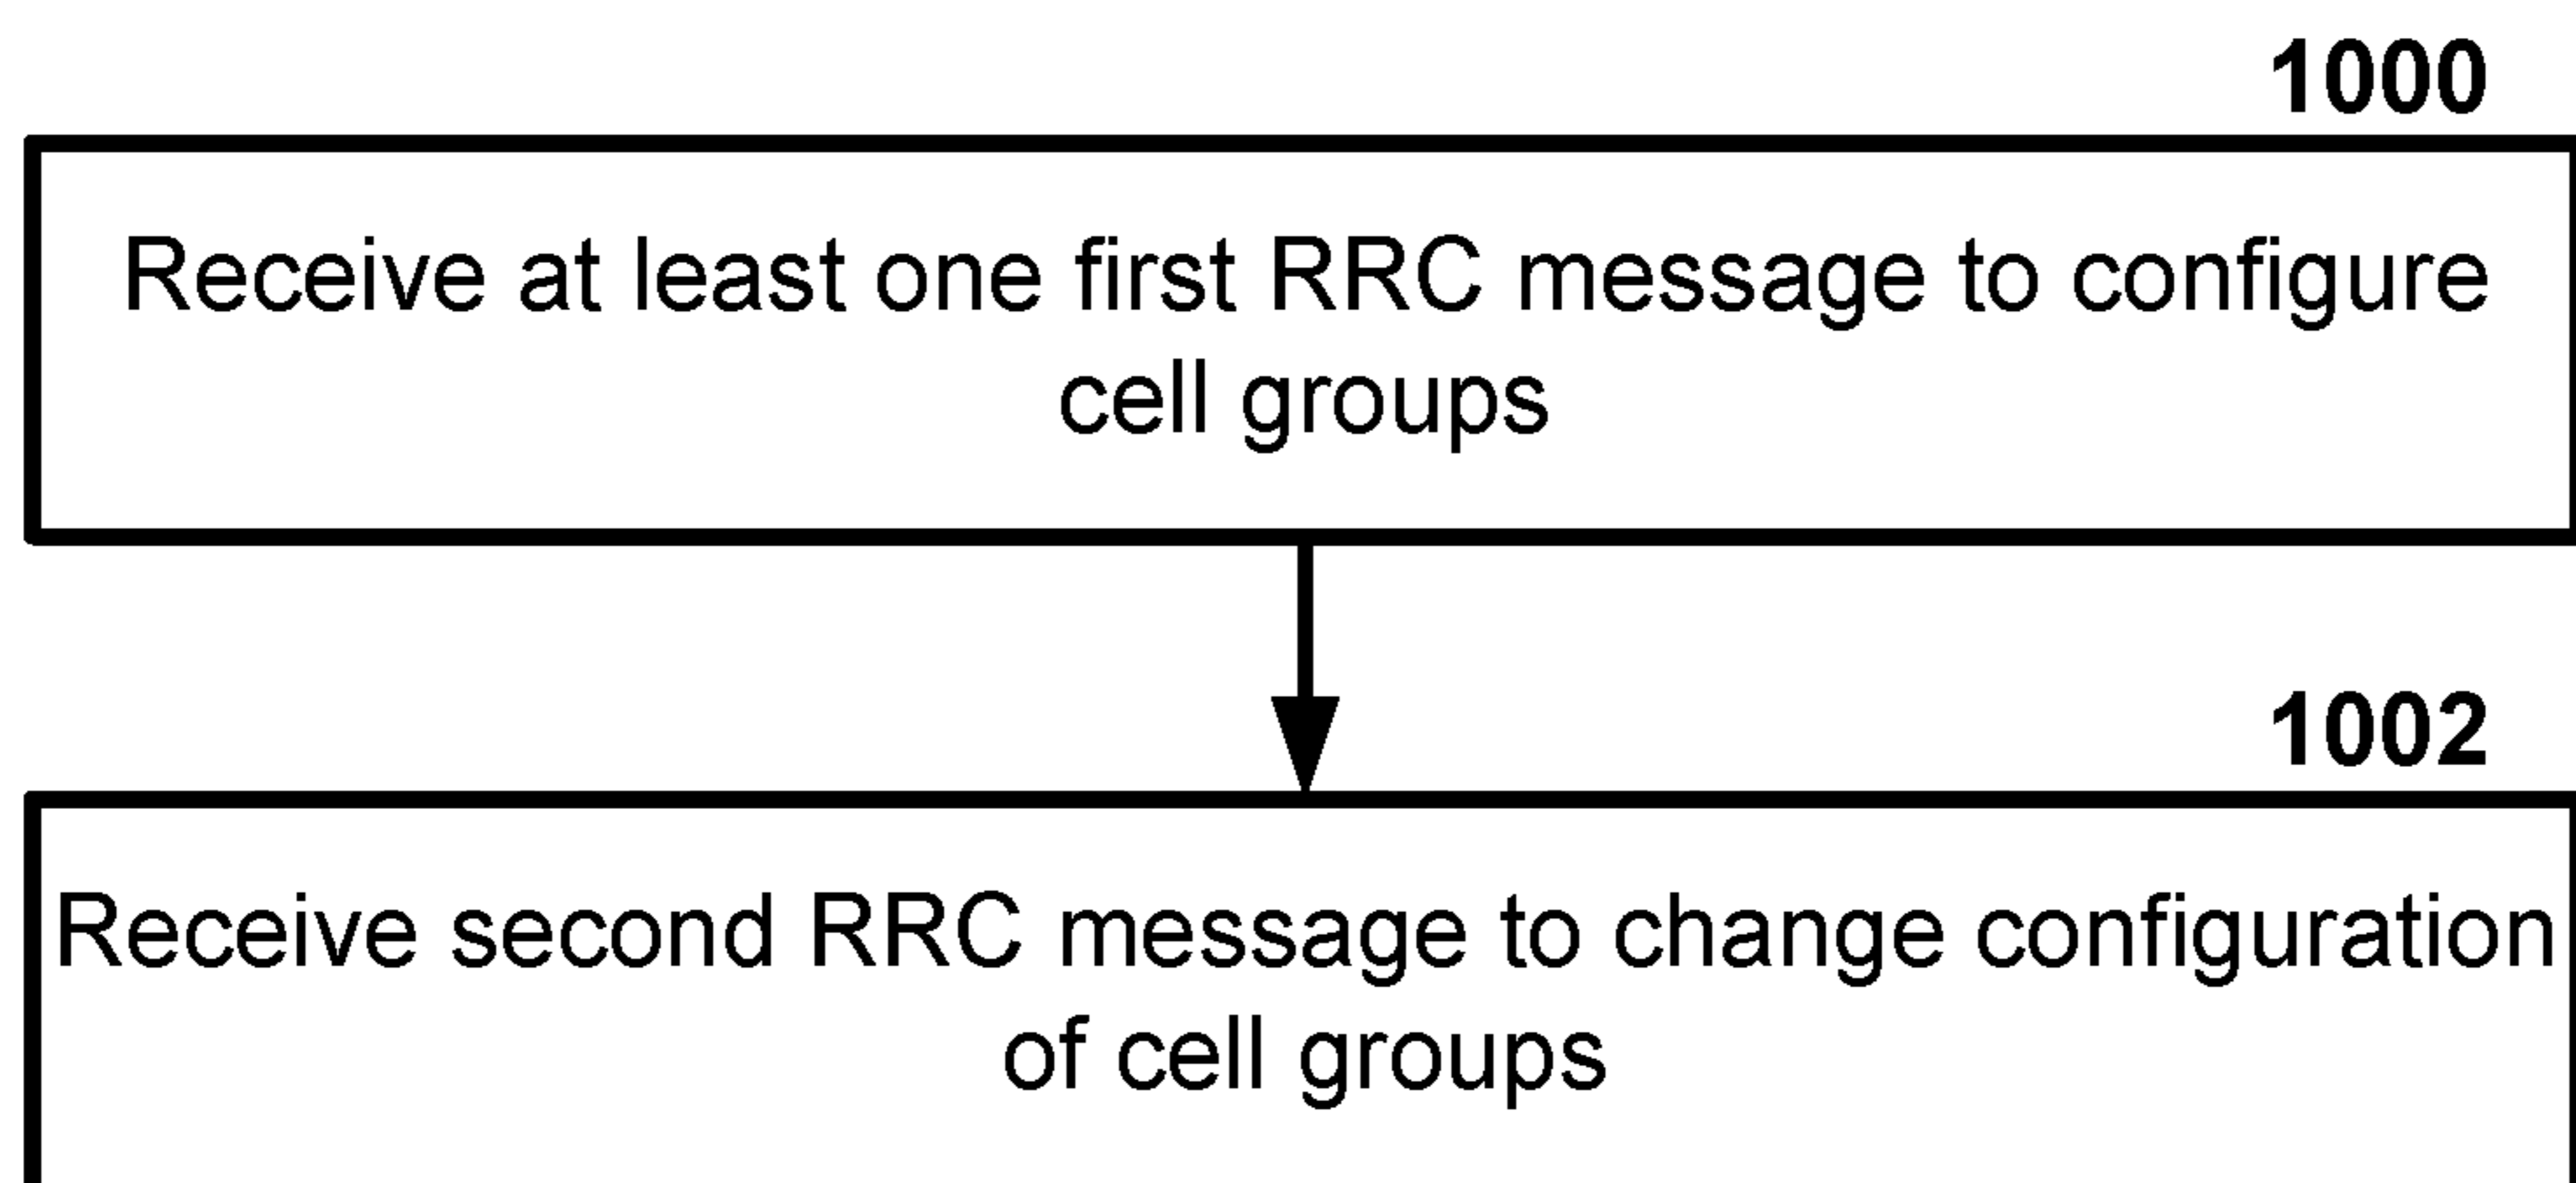 1000
Receive at least one first RRC message to configure
cell groups
1002
Receive second RRC message to change configuration
of cell groups